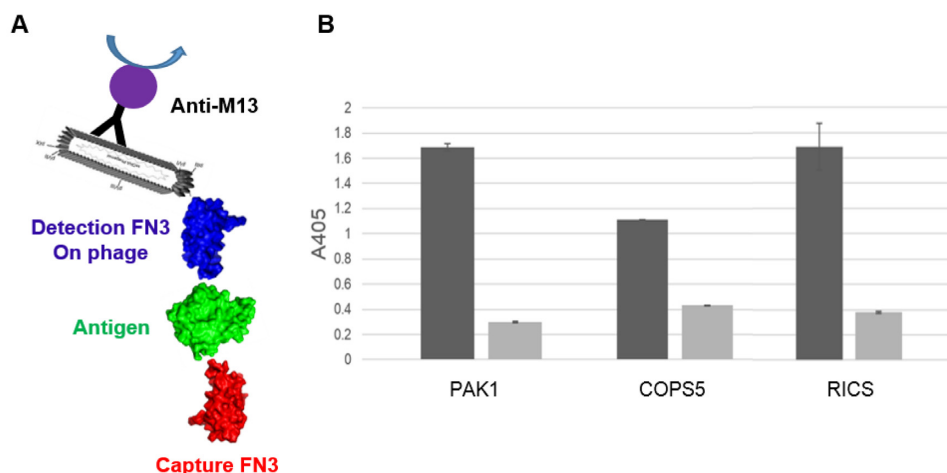 A
Anti-M13
Detection FN3
On phage
Antigen
Capture FN3
B
A405
2
1.8
1.6
1.4
1.2
1
0.8
0.6
0.4
0.2
0
PAK1
COPS5
RICS